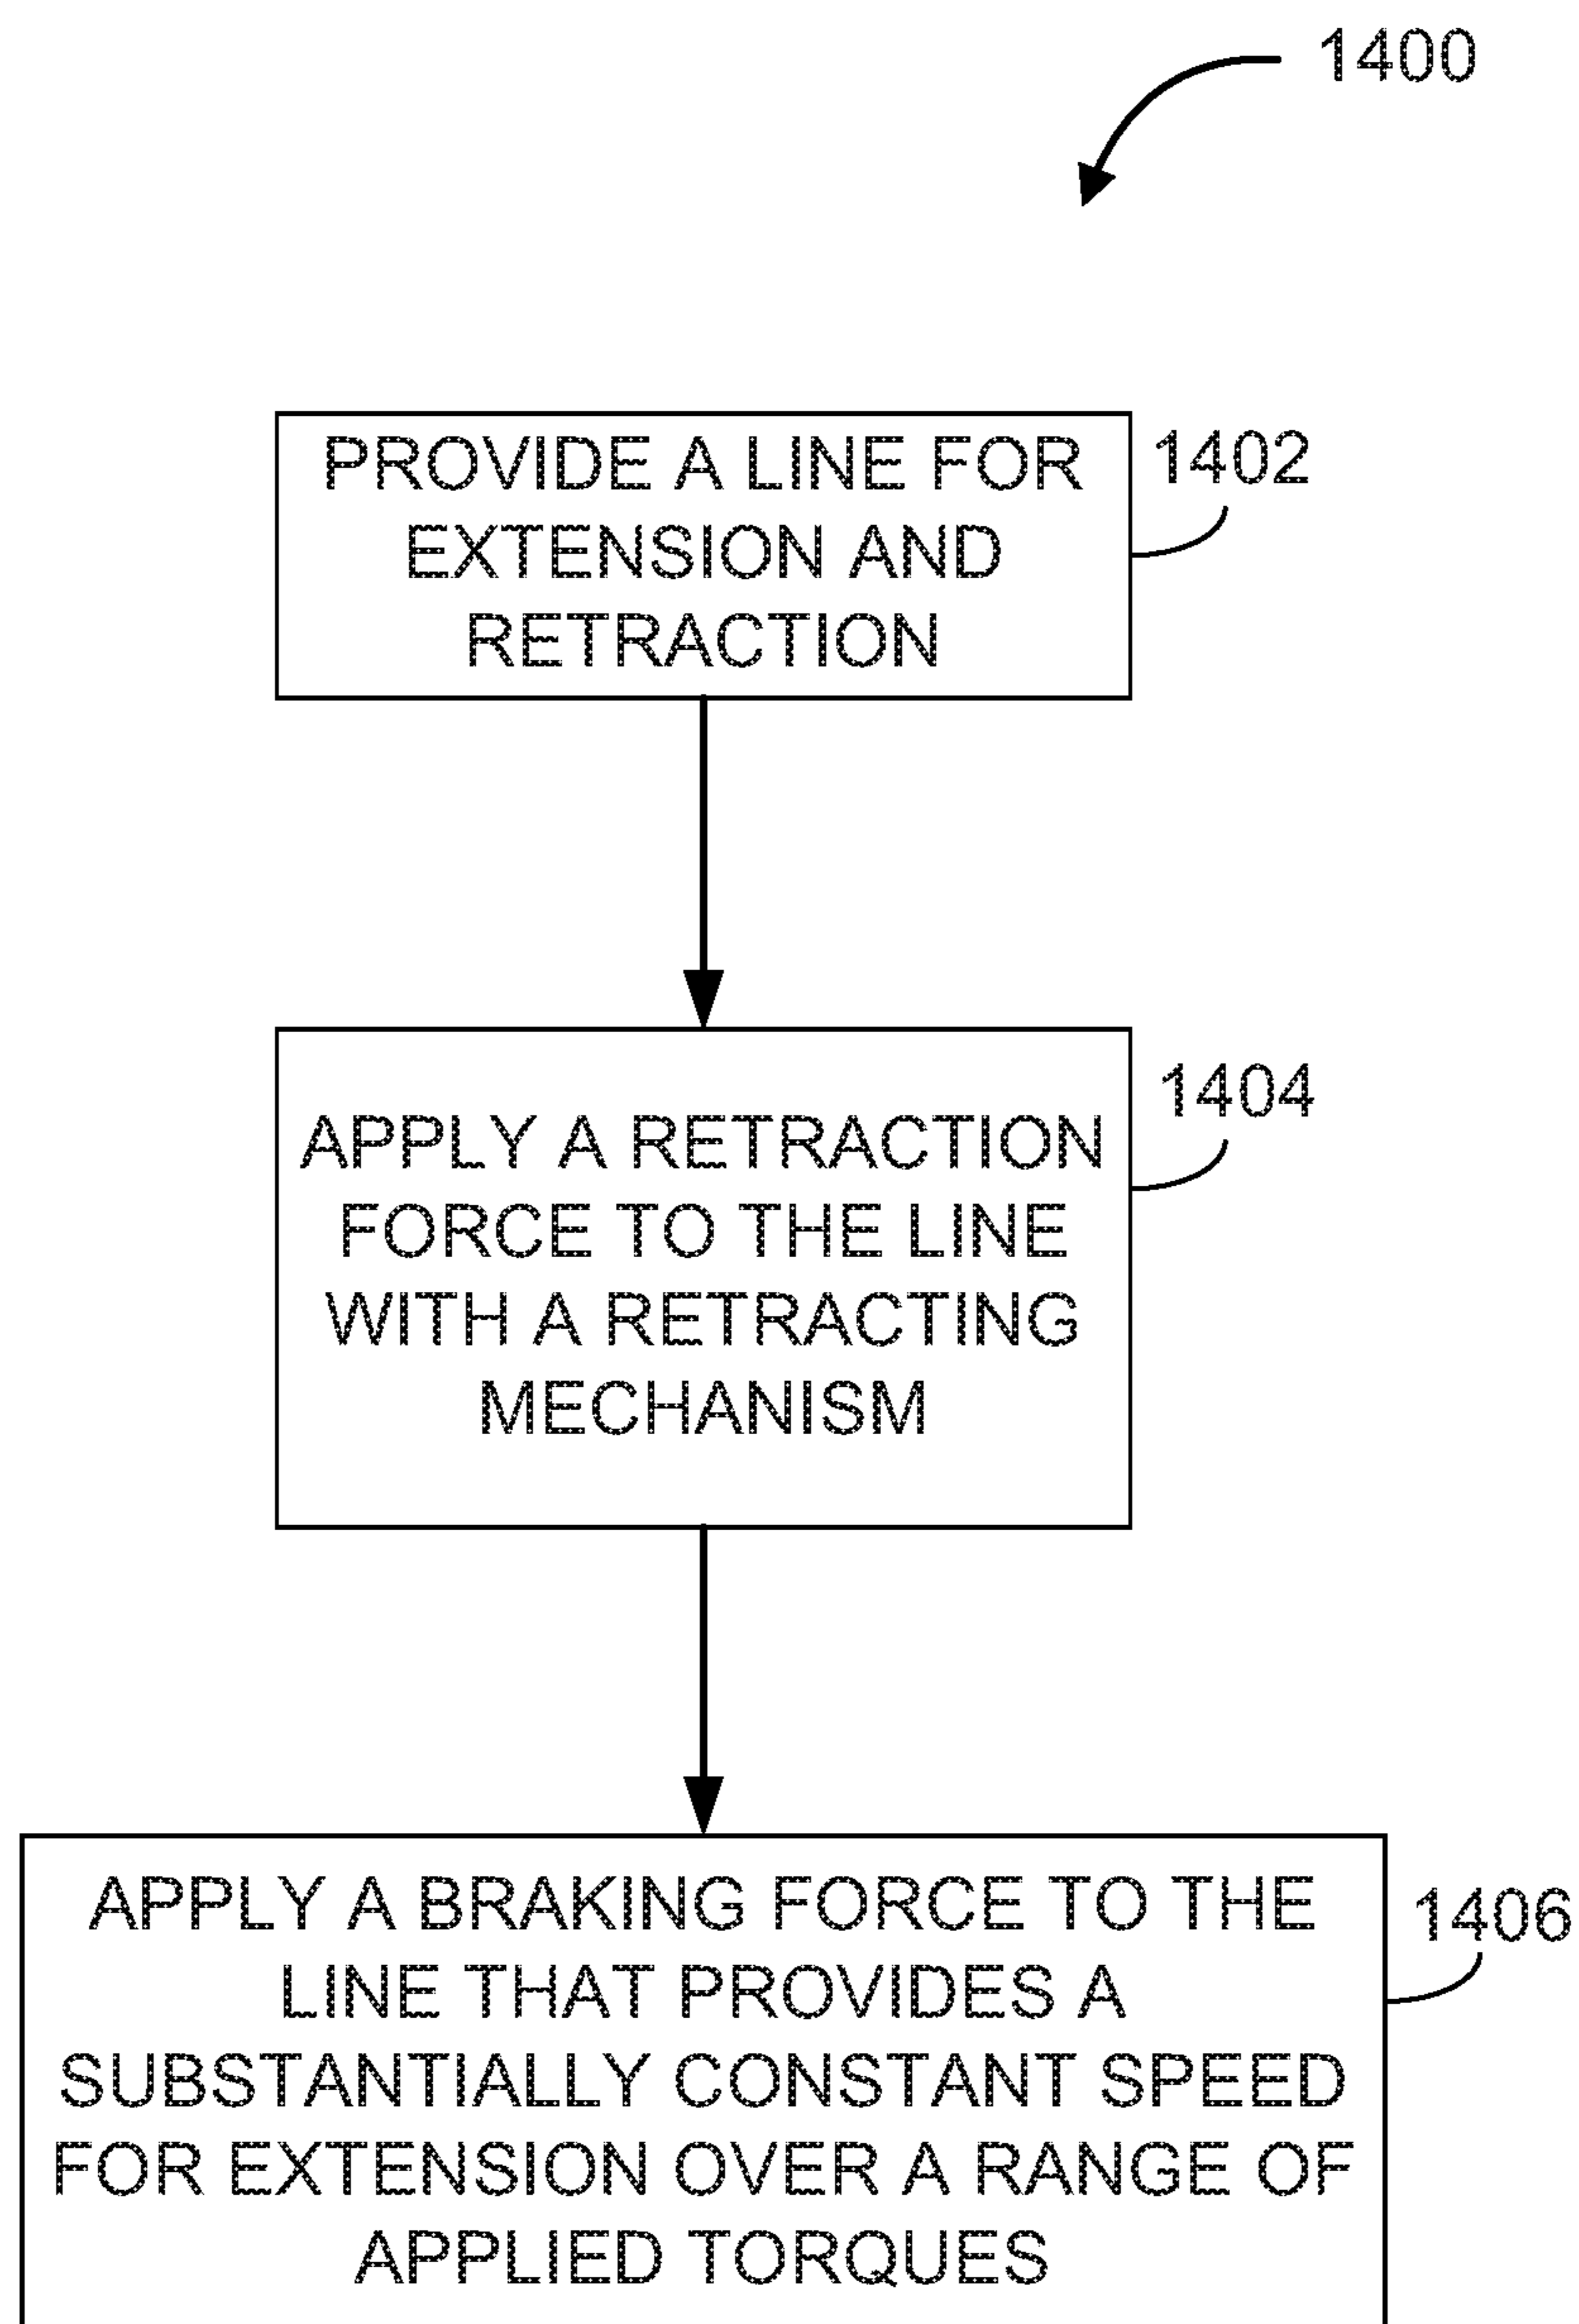 1400
PROVIDE A LINE FOR
EXTENSION AND
RETRACTION
1402
APPLY A RETRACTION
FORCE TO THE LINE
WITH A RETRACTING
MECHANISM
1404
APPLY A BRAKING FORCE TO THE
LINE THAT PROVIDES A
SUBSTANTIALLY CONSTANT SPEED
FOR EXTENSION OVER A RANGE OF
APPLIED TORQUES
1406